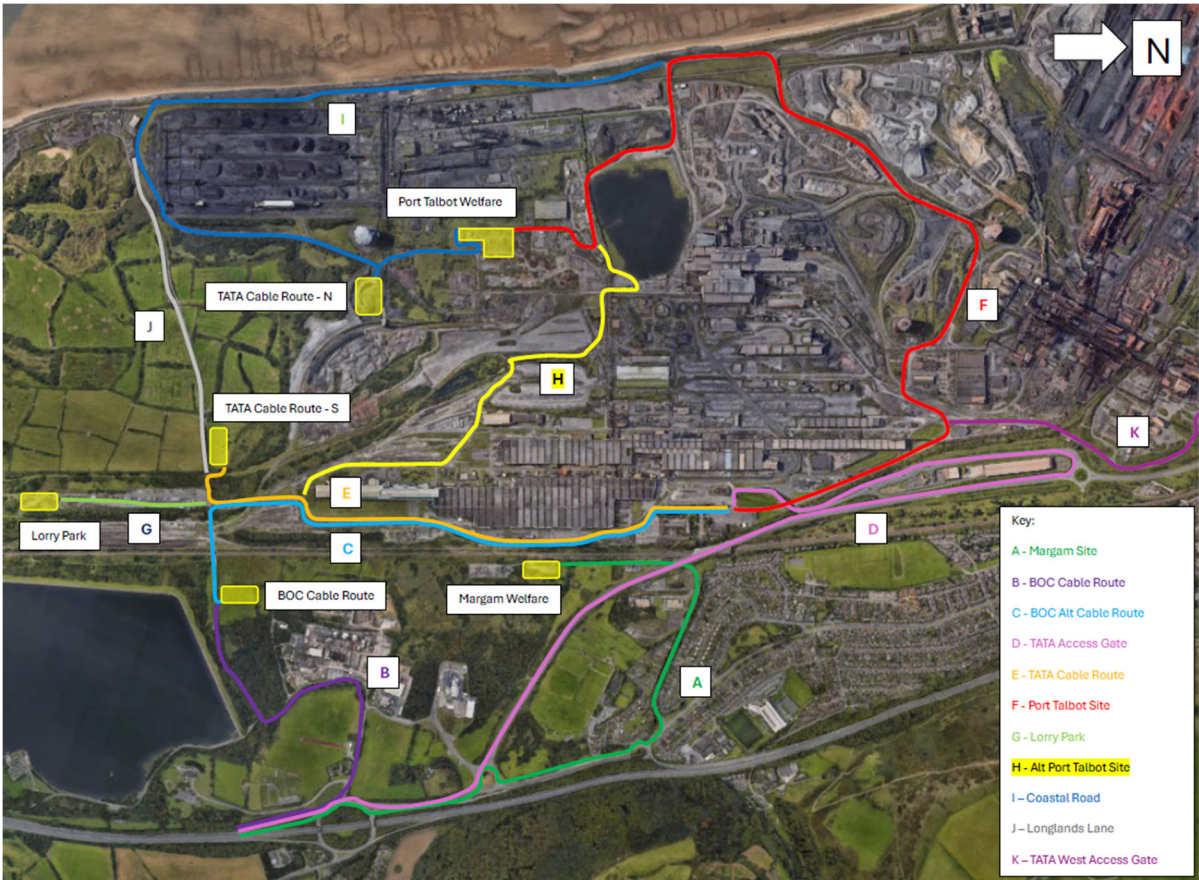 N
I
Port Talbot Welfare
TATA Cable Route - N
J
F
H
TATA Cable Route - S
K
E
Lorry Park
G
C
D
BOC Cable Route
Margam Welfare
B
A
Key:
A - Margam Site
B - BOC Cable Route
C - BOC Alt Cable Route
D - TATA Access Gate
E - TATA Cable Route
F - Port Talbot Site
G - Lorry Park
H - Alt Port Talbot Site
I – Coastal Road
J – Longlands Lane
K – TATA West Access Gate